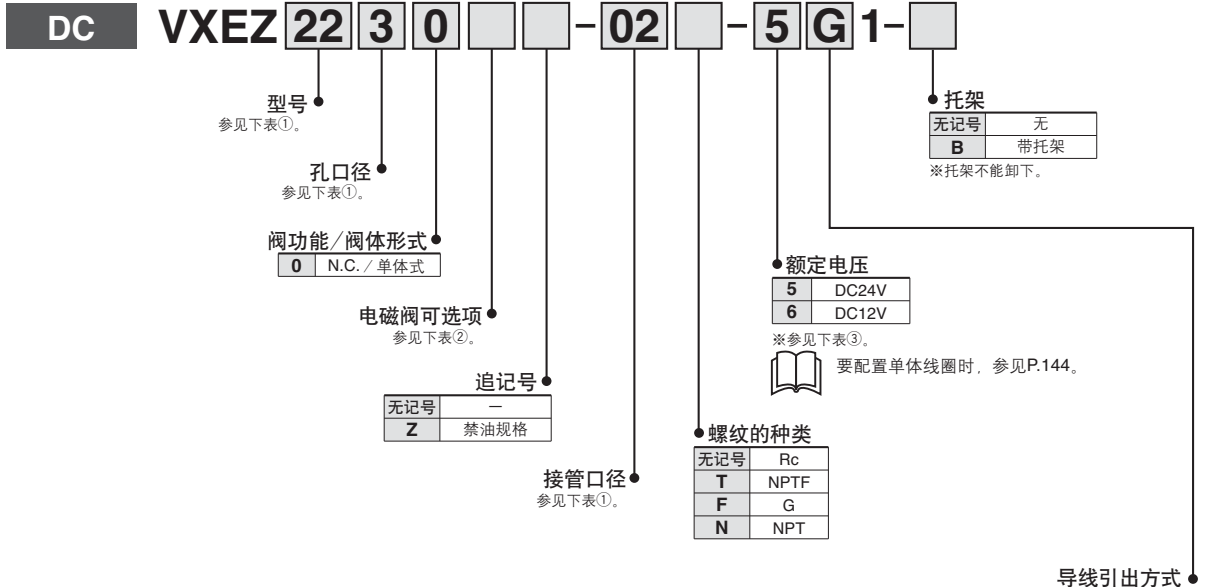 DC VXEZ 22 3 0 -02 -5 G 1-
型号
参见下表①。
孔口径
参见下表①。
阀功能/阀体形式
0 N.C./单体式
电磁阀可选项
参见下表②。
追记号
无记号 —
Z 禁油规格
接管口径
参见下表①。
螺纹的种类
无记号 Rc
T NPTF
F G
N NPT
额定电压
5 DC24V
6 DC12V
※参见下表③。
要配置单体线圈时，参见P.144。
托架
无记号 无
B 带托架
※托架不能卸下。
导线引出方式